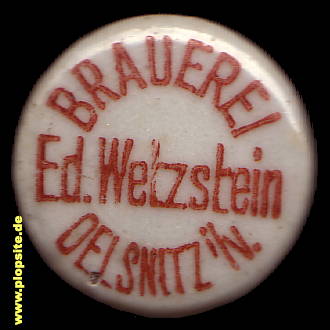 BRAUEREI
Ed. Wetzstein
OELSNITZ i/V.
www.plopsite.de